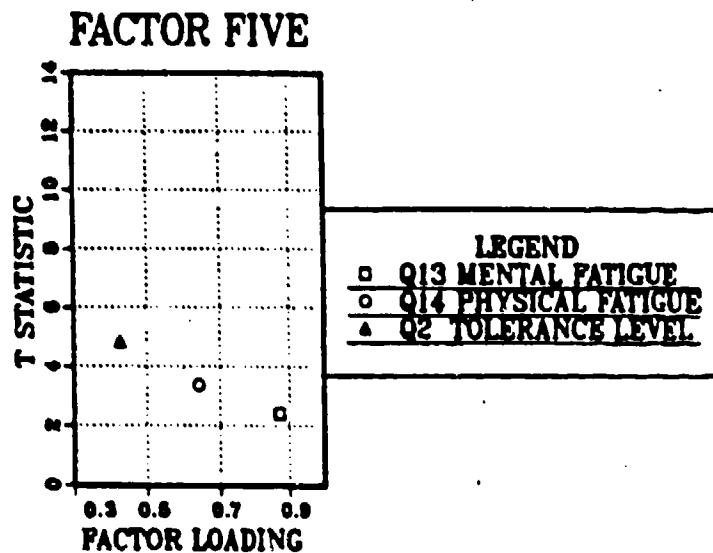 FACTOR FIVE
14
12
10
8
6
4
2
0
T STATISTIC
0.3 0.5 0.7 0.9
FACTOR LOADING
LEGEND
Q13 MENTAL FATIGUE
Q14 PHYSICAL FATIGUE
Q2 TOLERANCE LEVEL